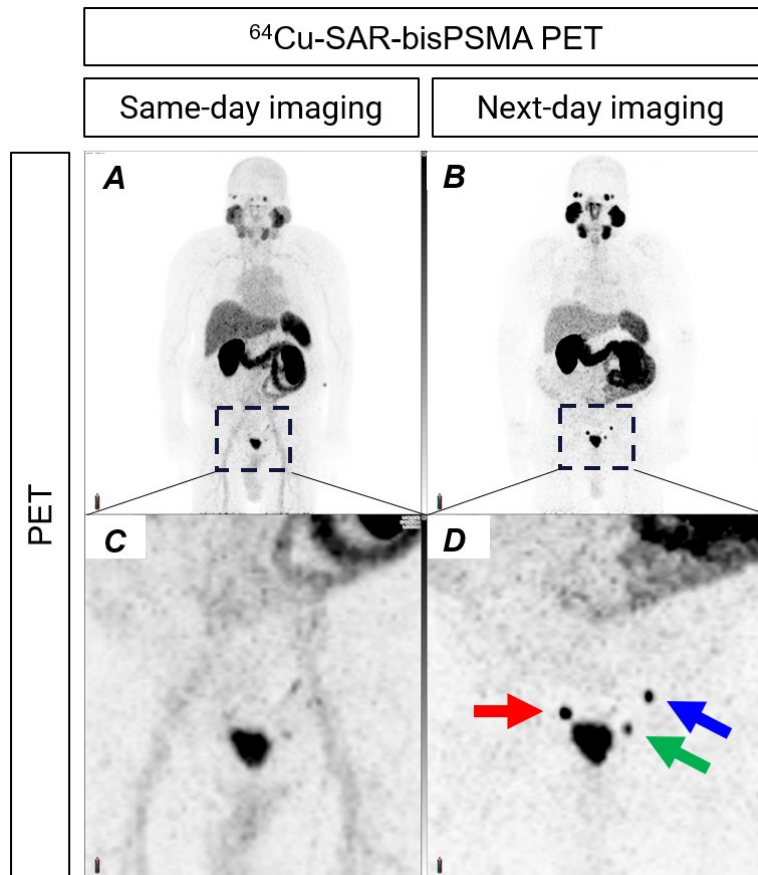 ⁶⁴Cu-SAR-bisPSMA PET
Same-day imaging
Next-day imaging
PET
A
B
C
D